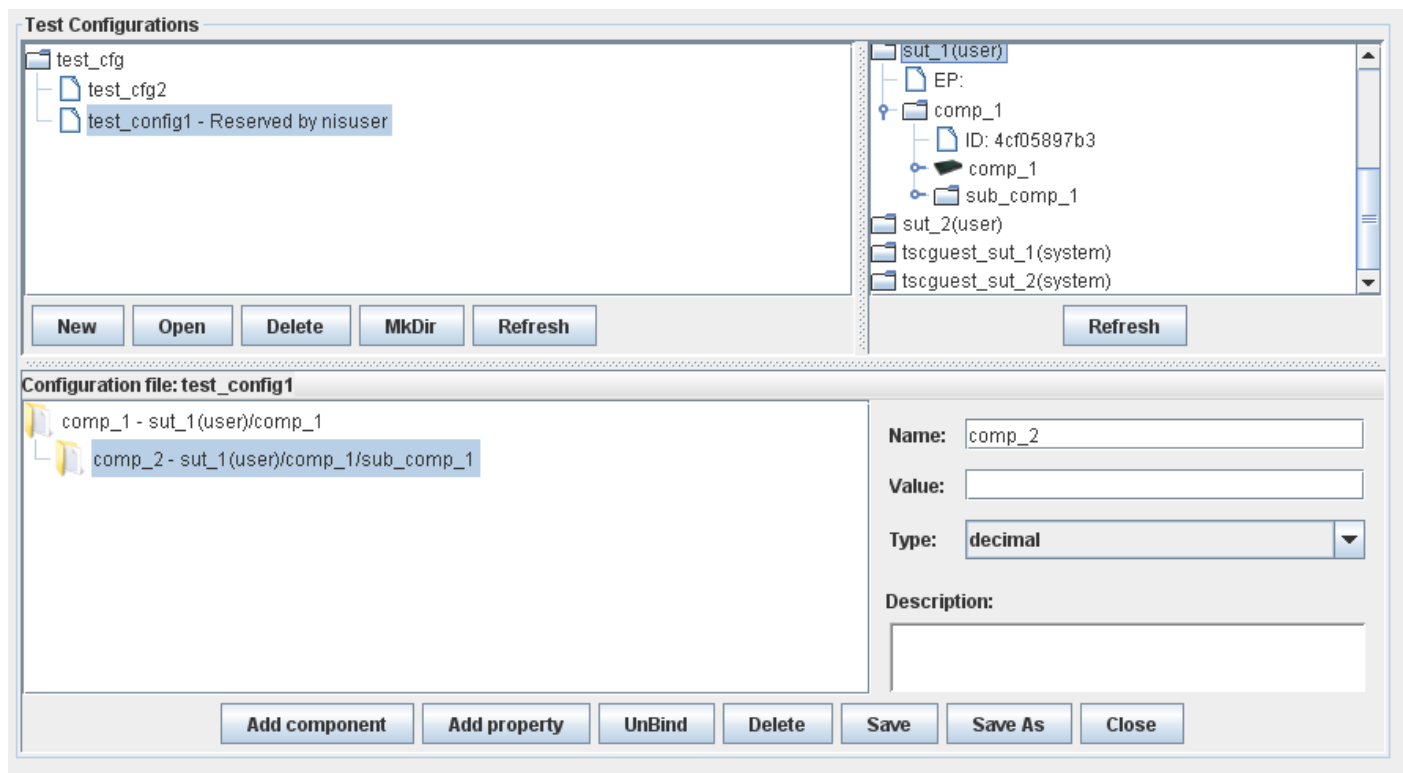 Test Configurations
test_cfg
test_cfg2
test_config1 - Reserved by nisuser
New Open Delete MkDir Refresh
sut_1(user)
EP:
comp_1
ID: 4cf05897b3
comp_1
sub_comp_1
sut_2(user)
tscguest_sut_1(system)
tscguest_sut_2(system)
Refresh
Configuration file: test_config1
comp_1 - sut_1(user)/comp_1
comp_2 - sut_1(user)/comp_1/sub_comp_1
Name: comp_2
Value:
Type: decimal
Description:
Add component Add property UnBind Delete Save Save As Close